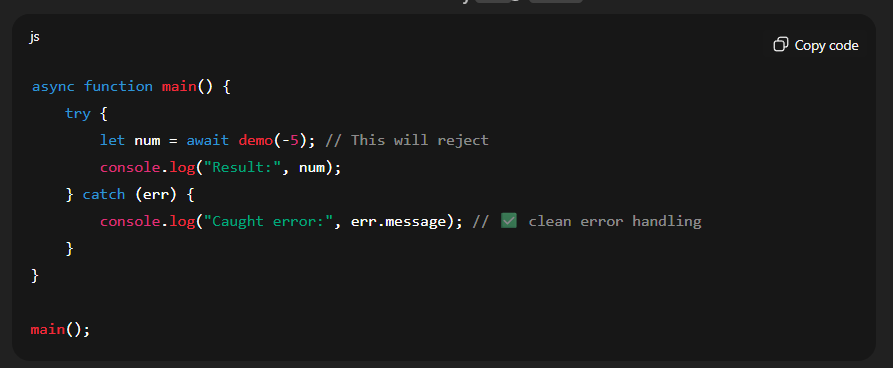 js
Copy code
async function main() {
    try {
        let num = await demo(-5); // This will reject
        console.log("Result:", num);
    } catch (err) {
        console.log("Caught error:", err.message); // ✅ clean error handling
    }
}

main();